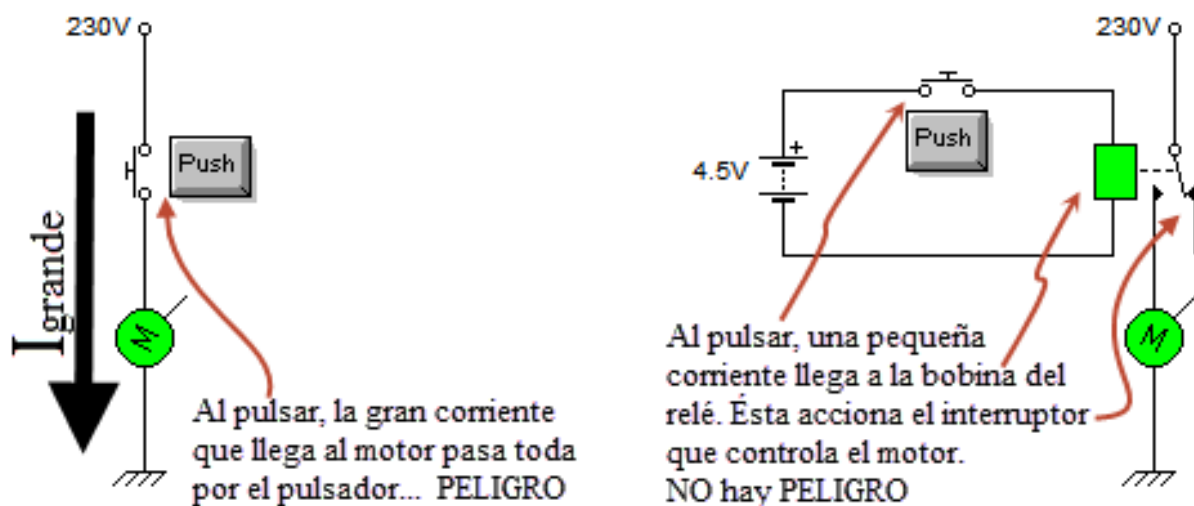 230V
Push
Igrande
M
Al pulsar, la gran corriente
que llega al motor pasa toda
por el pulsador... PELIGRO
230V
Push
+
4.5V
M
Al pulsar, una pequeña
corriente llega a la bobina del
relé. Ésta acciona el interruptor
que controla el motor.
NO hay PELIGRO